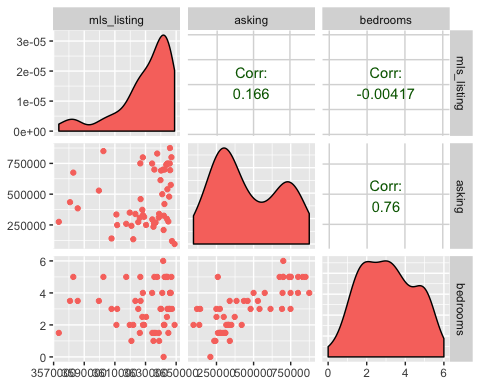 mls_listing asking bedrooms
3e-05
2e-05
1e-05
0e+00
Corr:
0.166
Corr:
-0.00417
mls_listing
750000
500000
250000
Corr:
0.76
asking
6
4
2
0
bedrooms
250000 500000 750000
0 2 4 6